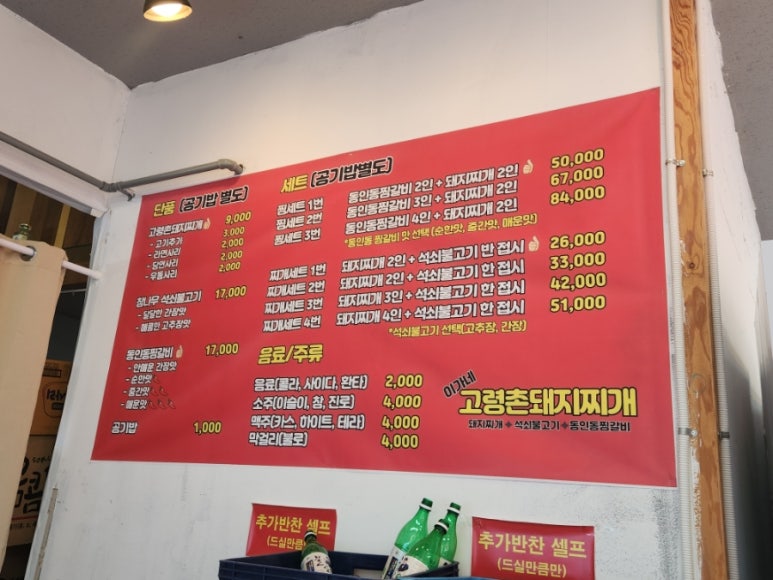 단품 (공기밥 별도)
고령촌돼지찌개 9,000
- 고기추가 3,000
- 라면사리 2,000
- 당면사리 2,000
- 우동사리 2,000
참나무 석쇠불고기 17,000
- 달달한 간장맛
- 매콤한 고추장맛
동인동찜갈비 17,000
- 안매운 간장맛
- 순한맛
- 중간맛
- 매운맛
공기밥 1,000
세트 (공기밥별도)
찜세트 1번 동인동찜갈비 2인 + 돼지찌개 2인 50,000
찜세트 2번 동인동찜갈비 3인 + 돼지찌개 2인 67,000
찜세트 3번 동인동찜갈비 4인 + 돼지찌개 2인 84,000
*동인동 찜갈비 맛 선택 (순한맛, 중간맛, 매운맛)
찌개세트 1번 돼지찌개 2인 + 석쇠불고기 반 접시 26,000
찌개세트 2번 돼지찌개 2인 + 석쇠불고기 한 접시 33,000
찌개세트 3번 돼지찌개 3인 + 석쇠불고기 한 접시 42,000
찌개세트 4번 돼지찌개 4인 + 석쇠불고기 한 접시 51,000
*석쇠불고기 선택(고추장, 간장)
음료/주류
음료(콜라, 사이다, 환타) 2,000
소주(이슬이, 참, 진로) 4,000
맥주(카스, 하이트, 테라) 4,000
막걸리(불로) 4,000
이가네
고령촌돼지찌개
돼지찌개 + 석쇠불고기 + 동인동찜갈비
추가반찬 셀프
(드실만큼만)
추가반찬 셀프
(드실만큼만)